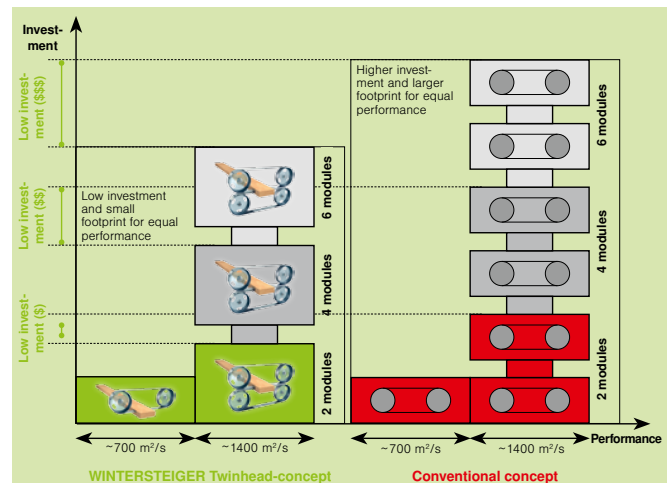 Invest-
ment
Low invest-
ment ($$$)
Low invest-
ment ($$)
Low invest-
ment ($)
Low investment
and small
footprint for equal
performance
6 modules
4 modules
2 modules
Higher invest-
ment and larger
footprint for equal
performance
6 modules
4 modules
2 modules
Performance
~700 m²/s
~1400 m²/s
~700 m²/s
~1400 m²/s
WINTERSTEIGER Twinhead-concept
Conventional concept